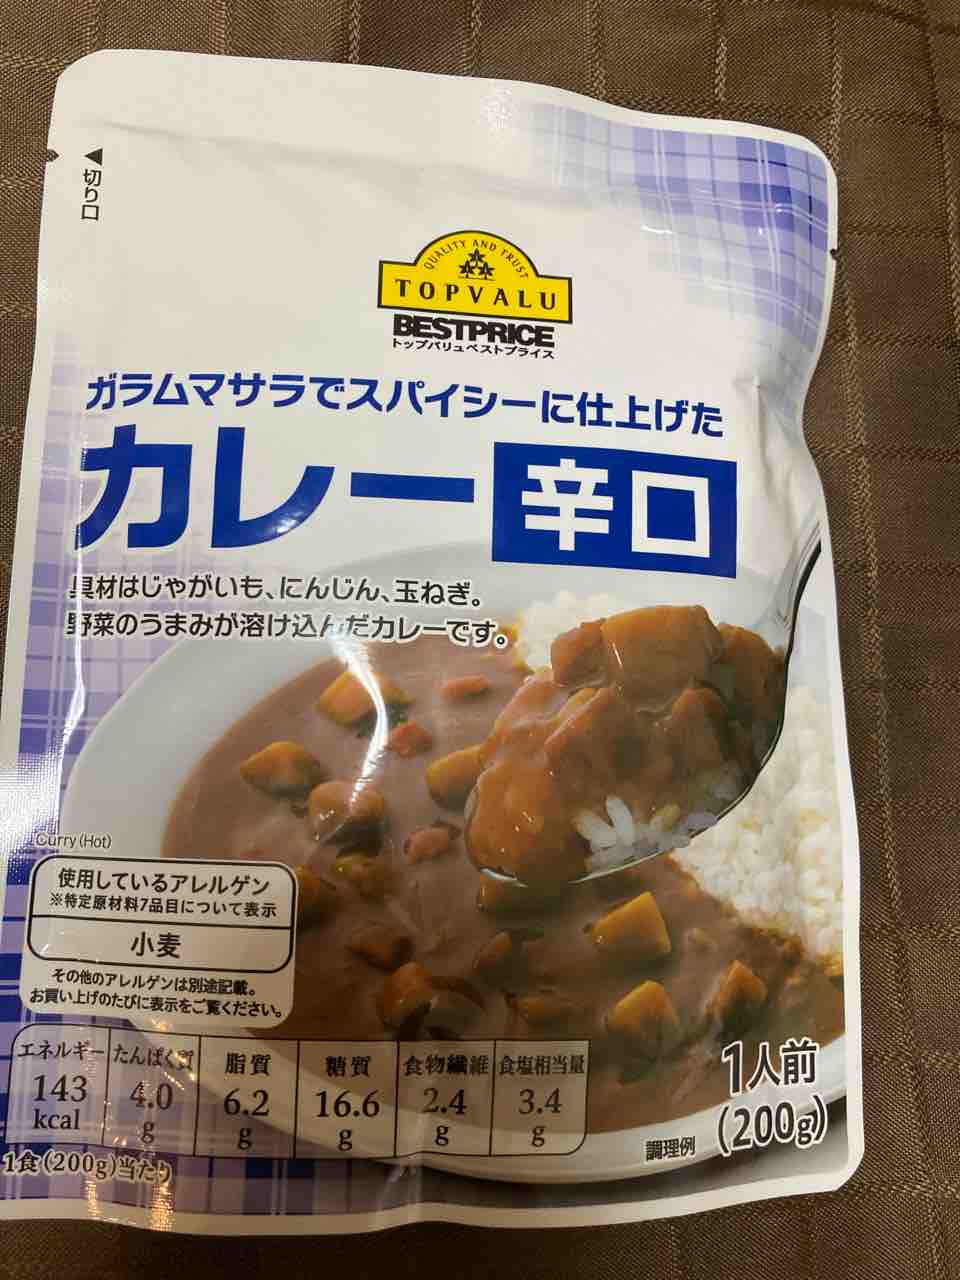 ◀切り口
QUALITY AND TRUST
TOPVALU
BESTPRICE
トップバリュベストプライス
ガラムマサラでスパイシーに仕上げた
カレー辛口
具材はじゃがいも、にんじん、玉ねぎ。
野菜のうまみが溶け込んだカレーです。
Curry(Hot)
使用しているアレルゲン
※特定原材料7品目について表示
小麦
その他のアレルゲンは別途記載。
お買い上げのたびに表示をご覧ください。
エネルギー たんぱく質 脂質 糖質 食物繊維 食塩相当量
143 4.0 6.2 16.6 2.4 3.4
kcal g g g g g
1食(200g)当たり
1人前
(200g)
調理例